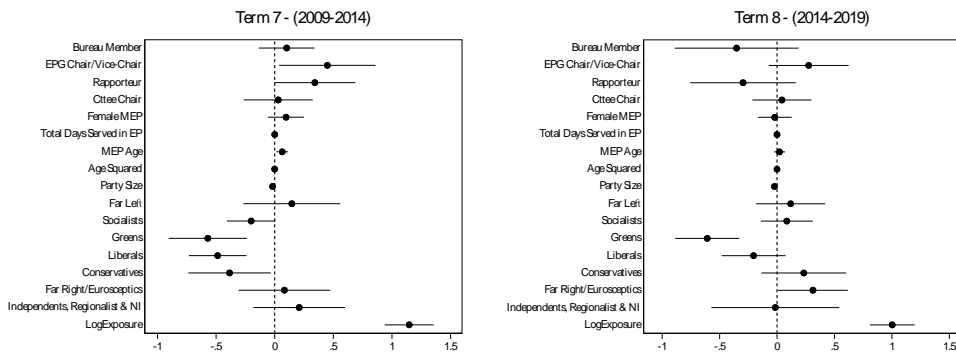 Term 7 - (2009-2014)
Bureau Member
EPG Chair/Vice-Chair
Rapporteur
Cttee Chair
Female MEP
Total Days Served in EP
MEP Age
Age Squared
Party Size
Far Left
Socialists
Greens
Liberals
Conservatives
Far Right/Eurosceptics
Independents, Regionalist & NI
LogExposure
-1 -.5 0 .5 1 1.5
Term 8 - (2014-2019)
Bureau Member
EPG Chair/Vice-Chair
Rapporteur
Cttee Chair
Female MEP
Total Days Served in EP
MEP Age
Age Squared
Party Size
Far Left
Socialists
Greens
Liberals
Conservatives
Far Right/Eurosceptics
Independents, Regionalist & NI
LogExposure
-1 -.5 0 .5 1 1.5